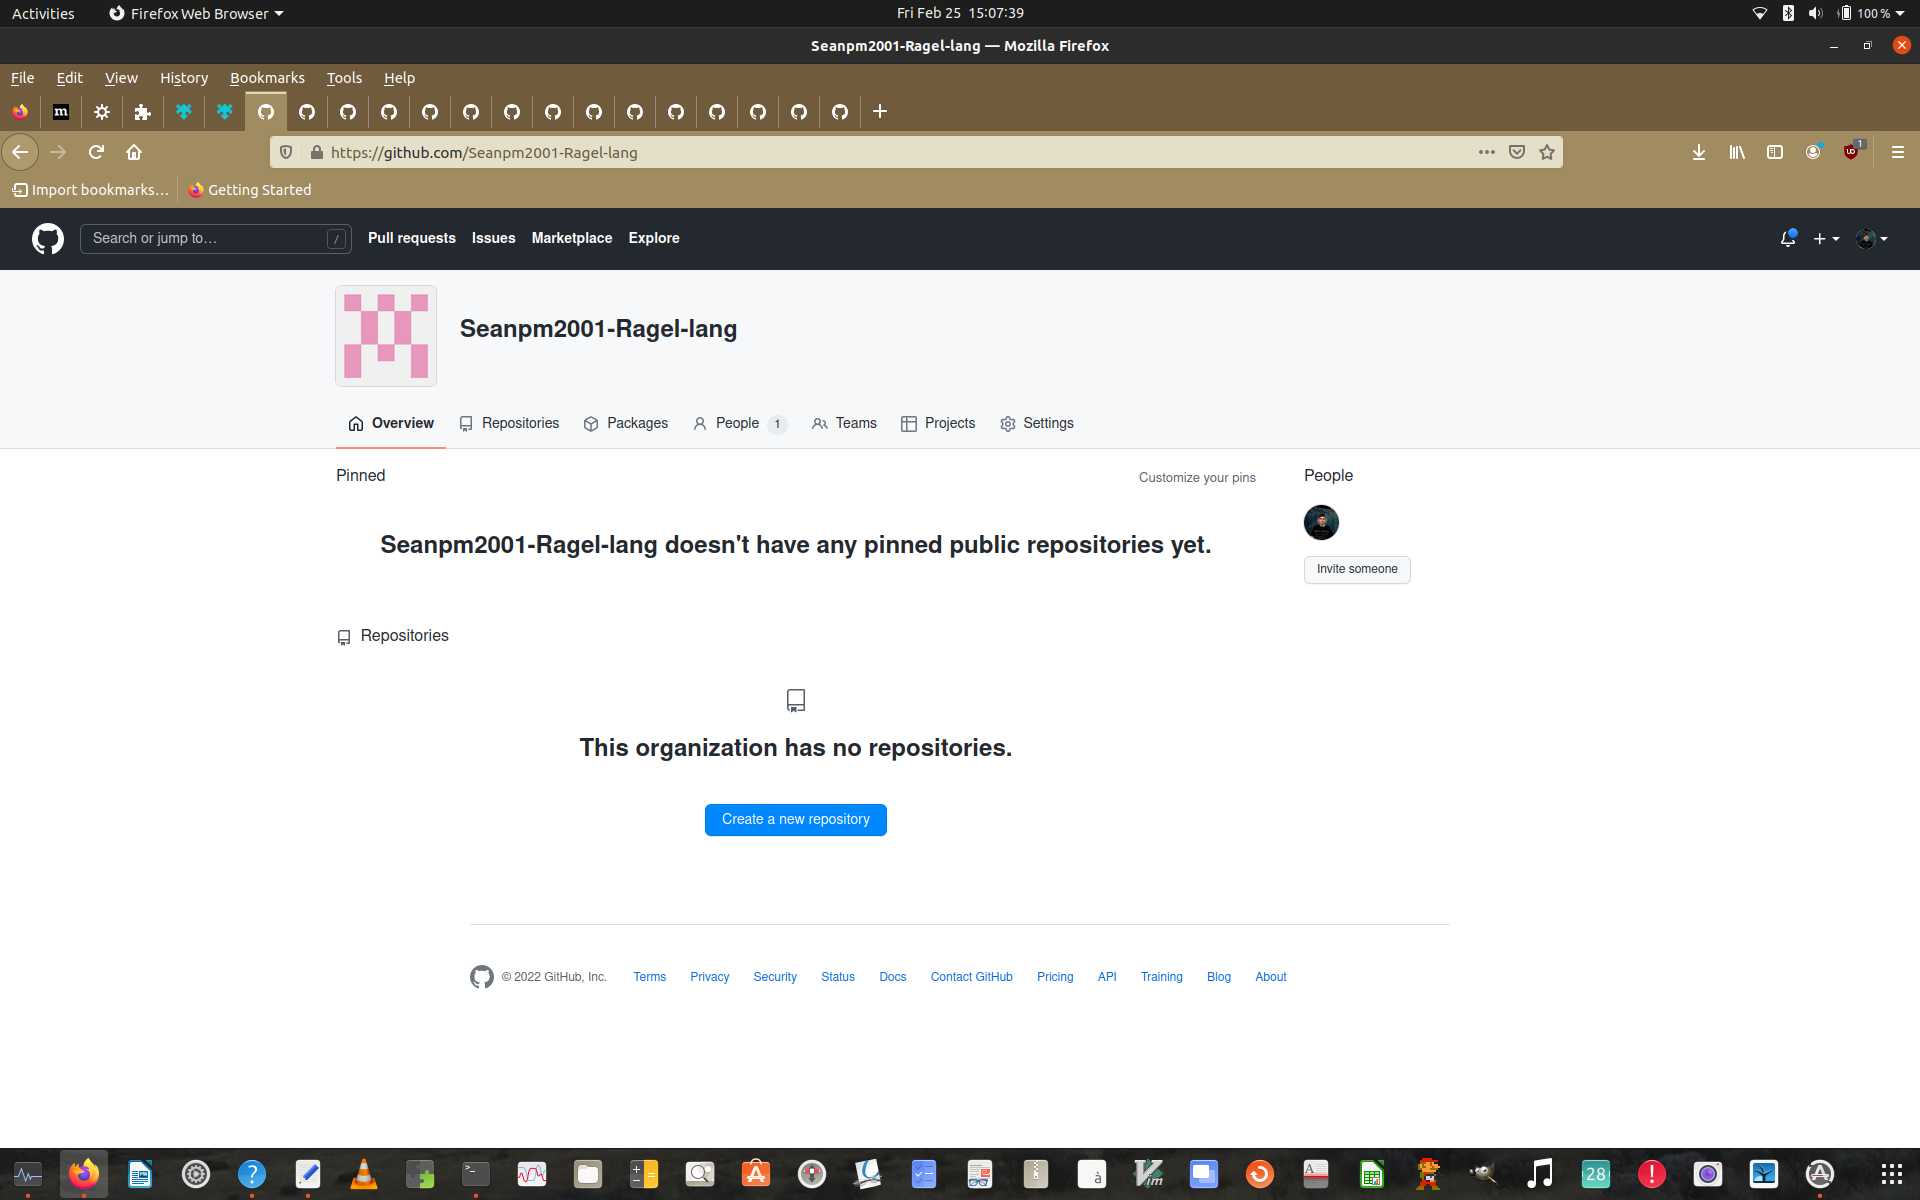 Activities Firefox Web Browser Fri Feb 25 15:07:39 100 %
Seanpm2001-Ragel-lang — Mozilla Firefox
File Edit View History Bookmarks Tools Help
m
https://github.com/Seanpm2001-Ragel-lang 1
Import bookmarks... Getting Started
Search or jump to... / Pull requests Issues Marketplace Explore
Seanpm2001-Ragel-lang
Overview Repositories Packages People 1 Teams Projects Settings
Pinned Customize your pins People
Seanpm2001-Ragel-lang doesn't have any pinned public repositories yet.
Invite someone
Repositories
This organization has no repositories.
Create a new repository
© 2022 GitHub, Inc. Terms Privacy Security Status Docs Contact GitHub Pricing API Training Blog About
28